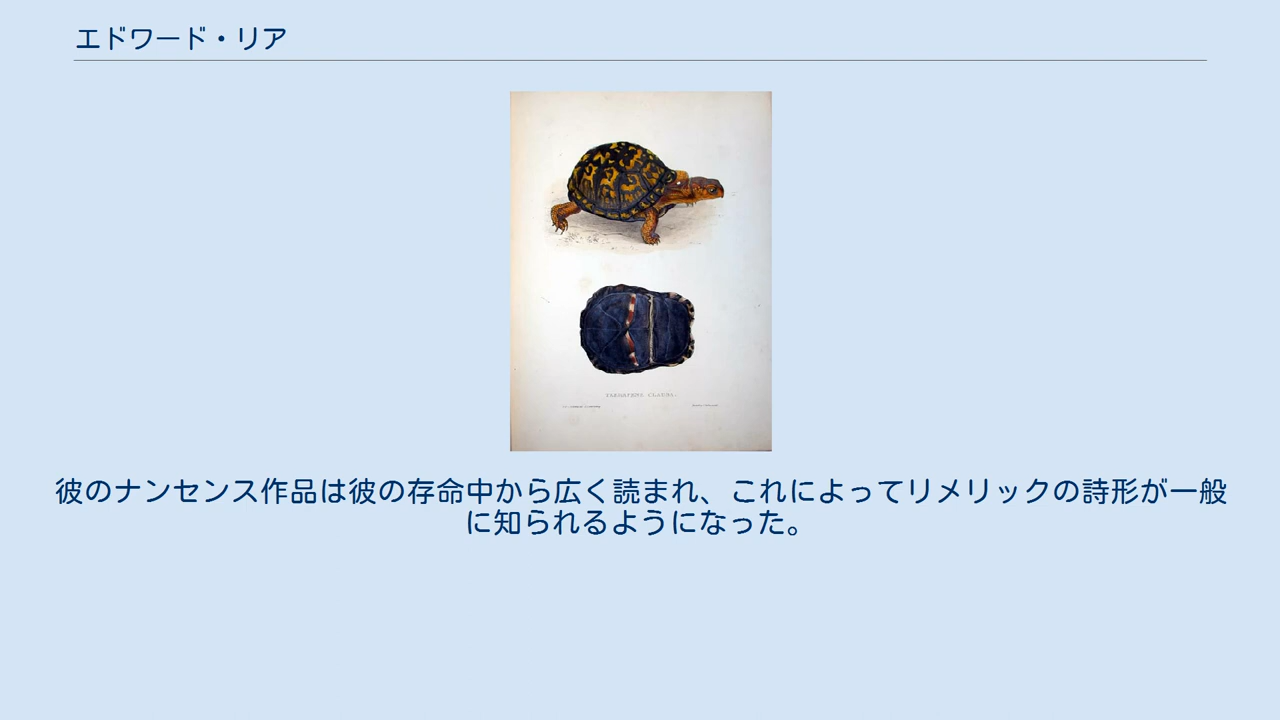 エドワード・リア
TERRAPENE CLAUSA.
彼のナンセンス作品は彼の存命中から広く読まれ、これによってリメリックの詩形が一般
に知られるようになった。